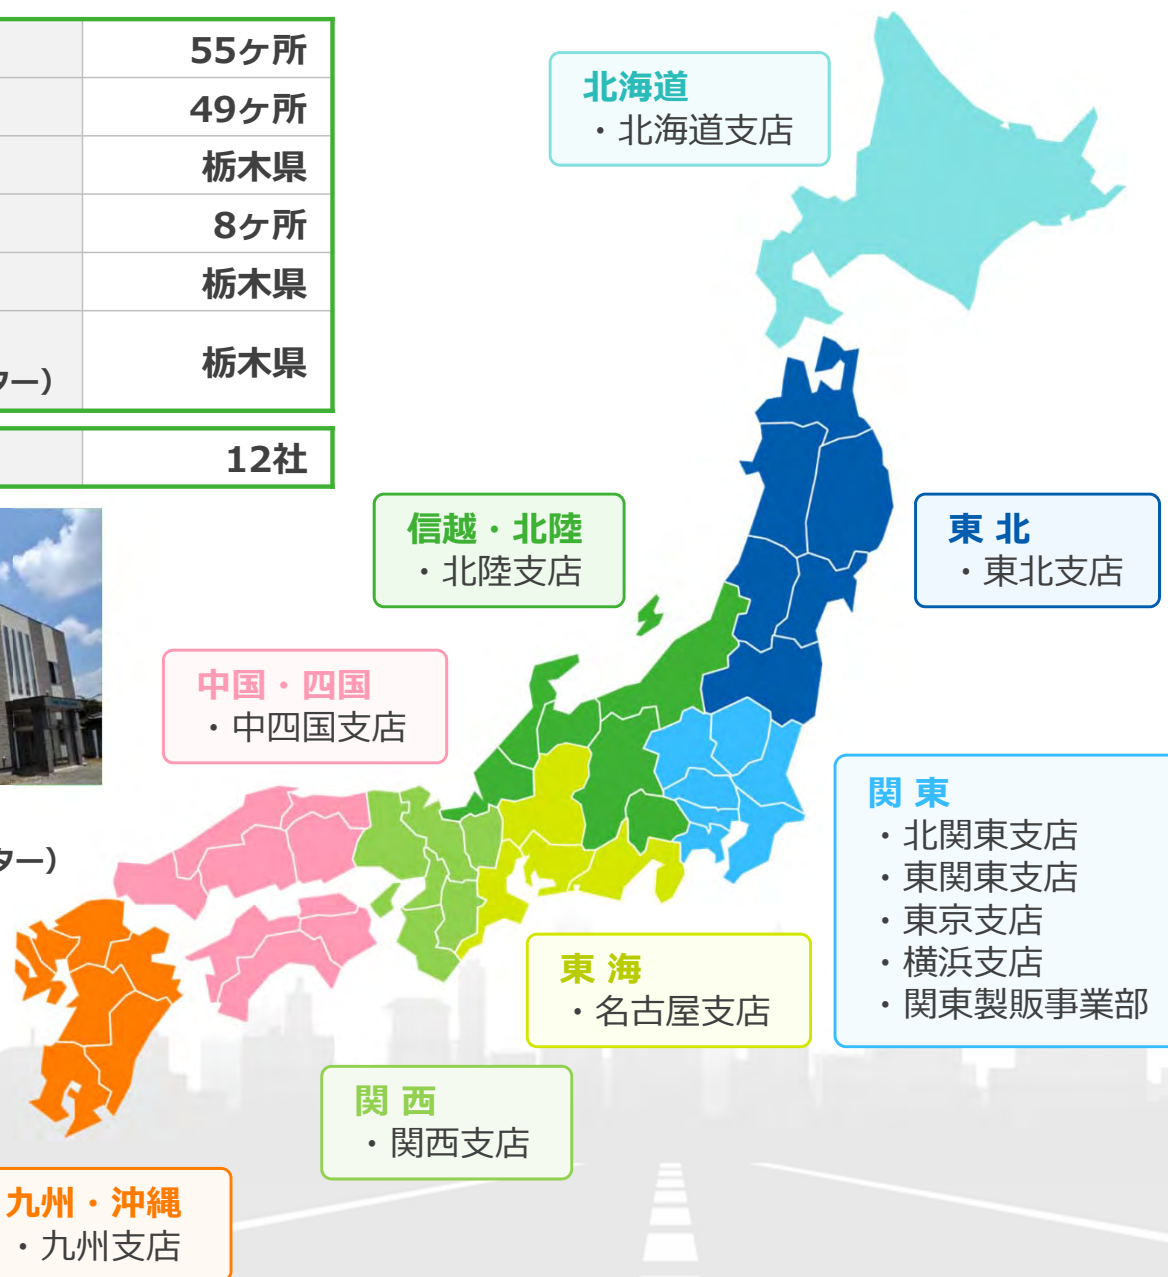 55ヶ所
49ヶ所
栃木県
8ヶ所
栃木県
栃木県
ター）
12社
ター）
北海道
・北海道支店
信越・北陸
・北陸支店
東 北
・東北支店
中国・四国
・中四国支店
関 東
・北関東支店
・東関東支店
・東京支店
・横浜支店
・関東製販事業部
東 海
・名古屋支店
関 西
・関西支店
九州・沖縄
・九州支店